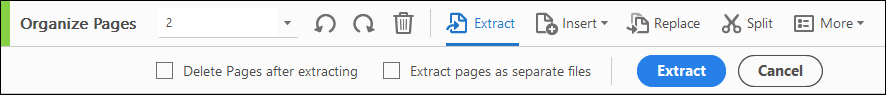 Organize Pages 2 Extract Insert Replace Split More
Delete Pages after extracting Extract pages as separate files Extract Cancel